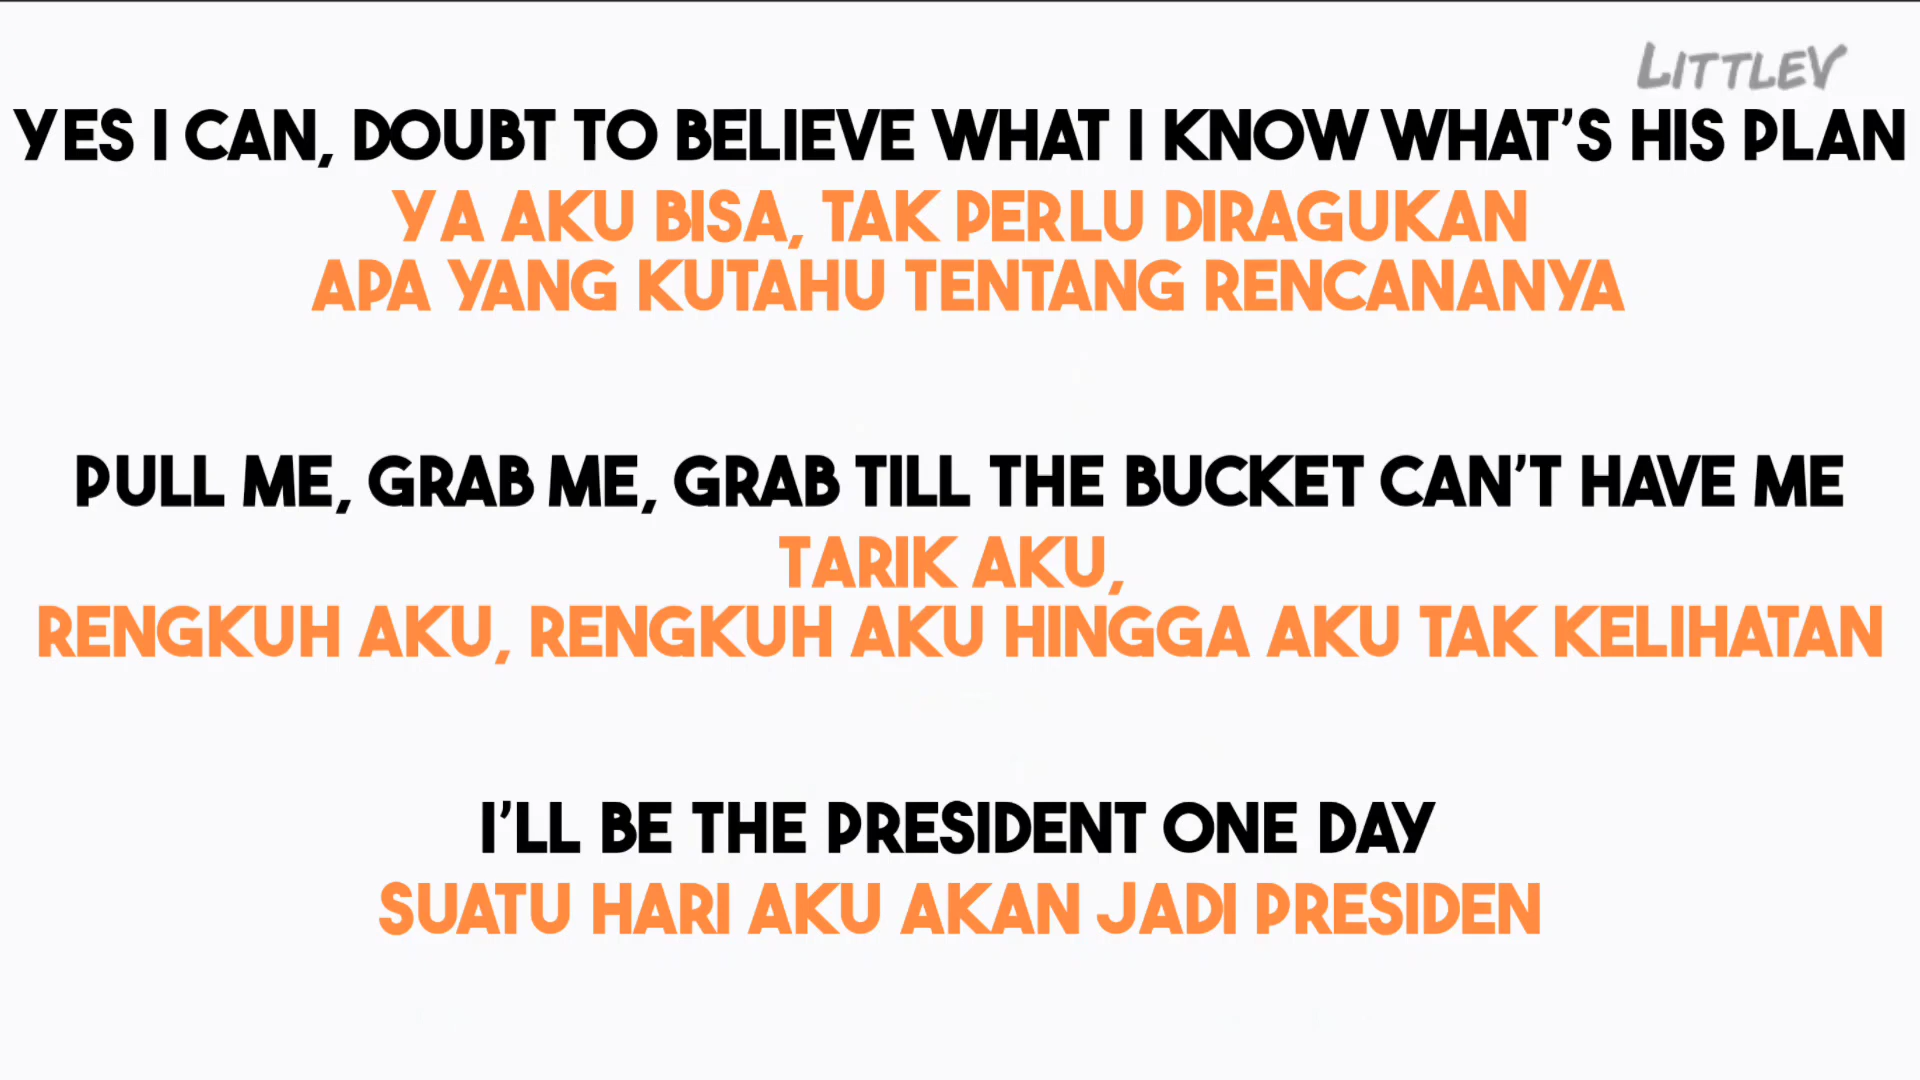 LITTLEV
YES I CAN, DOUBT TO BELIEVE WHAT I KNOW WHAT'S HIS PLAN
YA AKU BISA, TAK PERLU DIRAGUKAN
APA YANG KUTAHU TENTANG RENCANANYA
PULL ME, GRAB ME, GRAB TILL THE BUCKET CAN'T HAVE ME
TARIK AKU,
RENGKUH AKU, RENGKUH AKU HINGGA AKU TAK KELIHATAN
I'LL BE THE PRESIDENT ONE DAY
SUATU HARI AKU AKAN JADI PRESIDEN